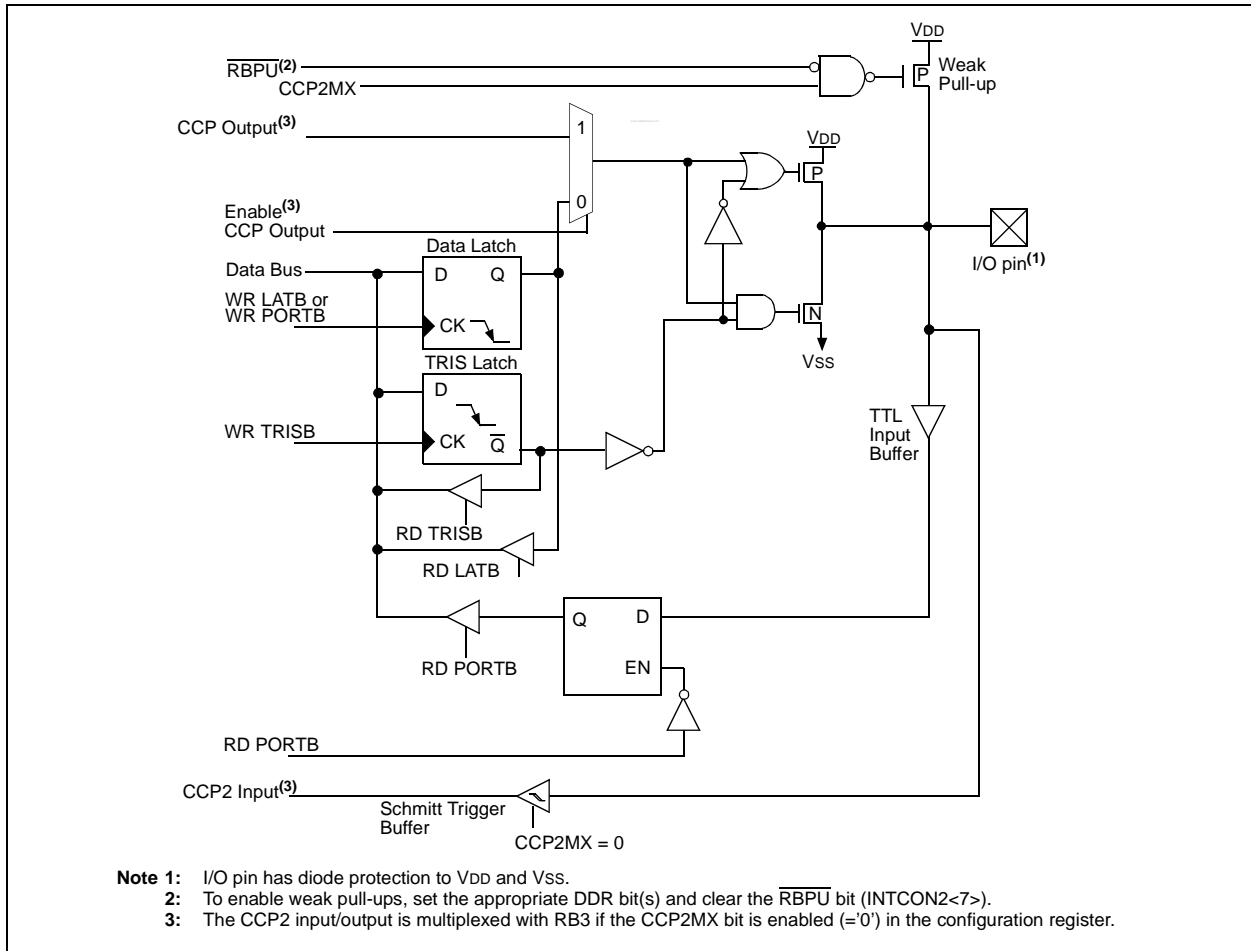 VDD
RBPU(2)
Weak
Pull-up
P
CCP2MX
CCP Output(3)
1
VDD
P
0
Enable(3)
CCP Output
I/O pin(1)
Data Latch
Data Bus
D Q
WR LATB or
WR PORTB
CK
N
VSS
TRIS Latch
D
TTL
Input
Buffer
WR TRISB
CK Q
RD TRISB
RD LATB
Q D
RD PORTB
EN
RD PORTB
CCP2 Input(3)
Schmitt Trigger
Buffer
CCP2MX = 0
Note 1: I/O pin has diode protection to VDD and VSS.
2: To enable weak pull-ups, set the appropriate DDR bit(s) and clear the RBPU bit (INTCON2<7>).
3: The CCP2 input/output is multiplexed with RB3 if the CCP2MX bit is enabled (='0') in the configuration register.